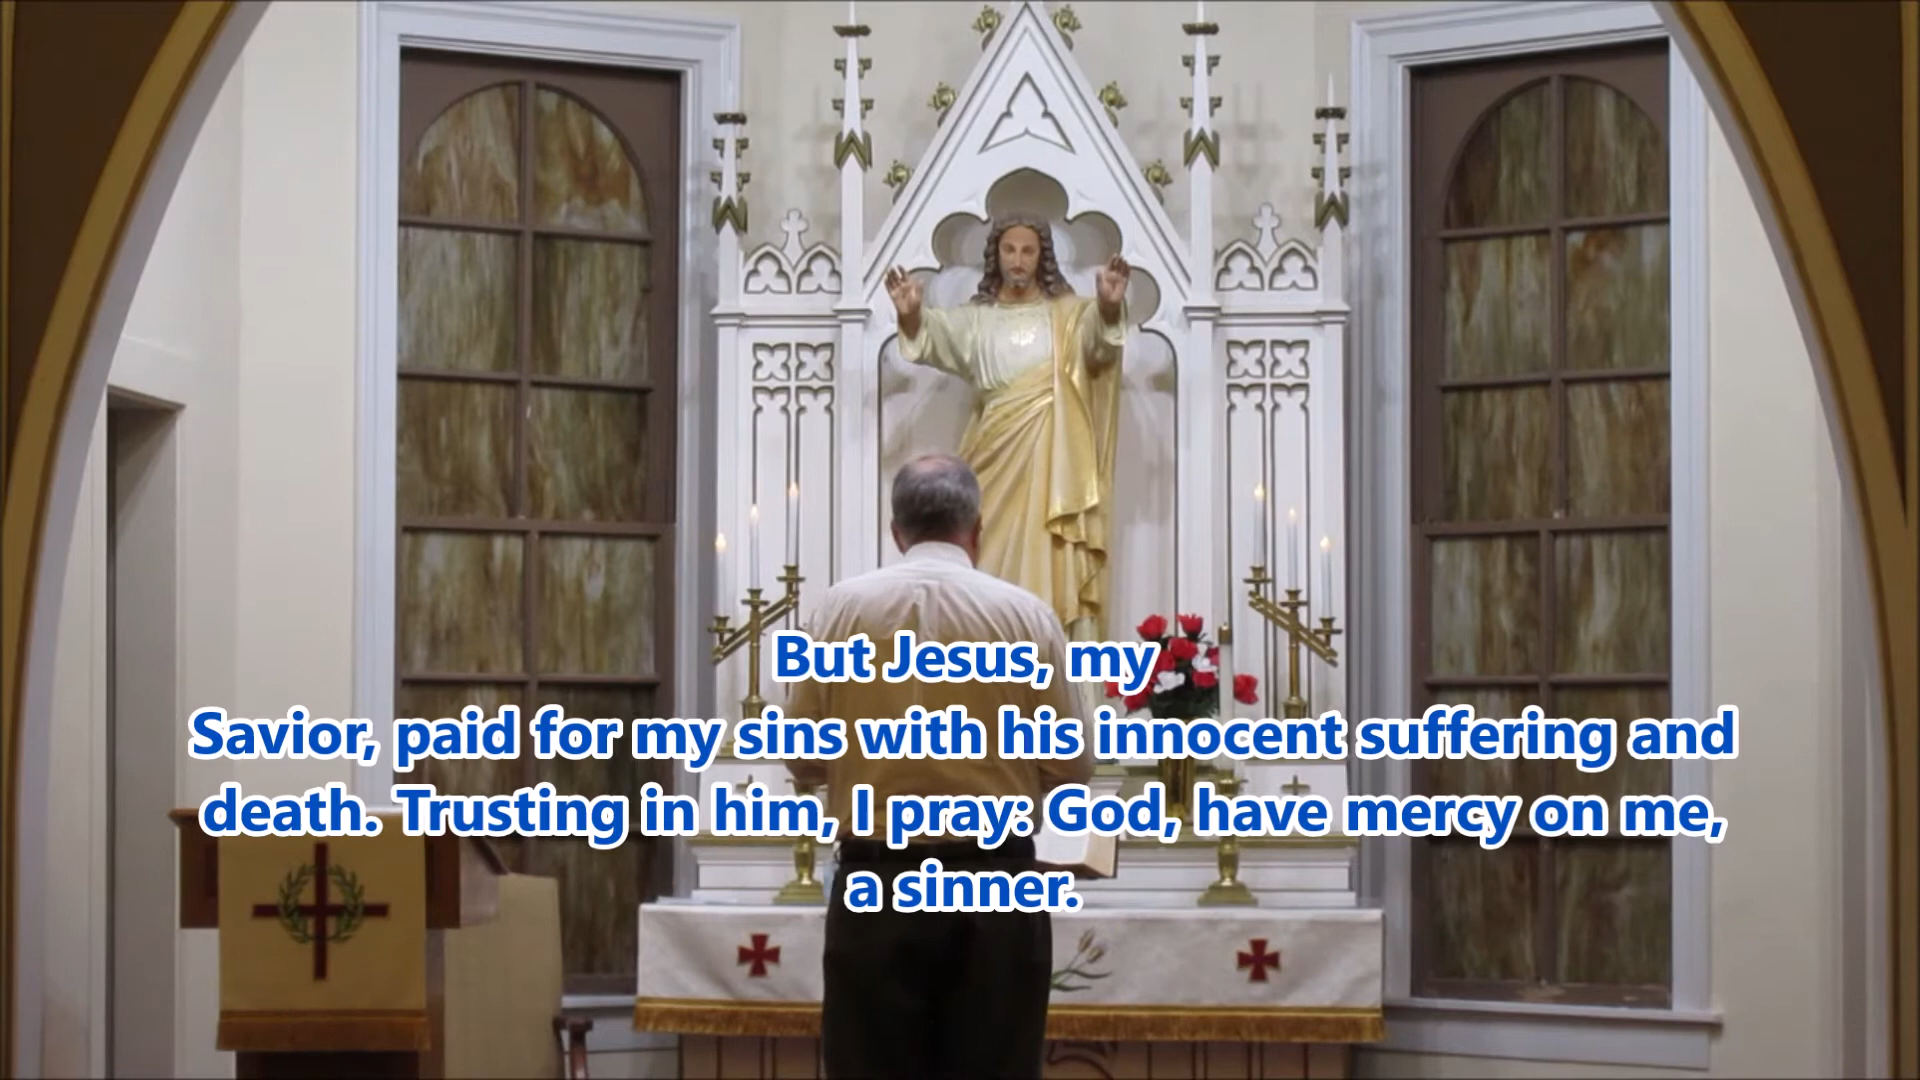 But Jesus, my
Savior, paid for my sins with his innocent suffering and
death. Trusting in him, I pray: God, have mercy on me,
a sinner.